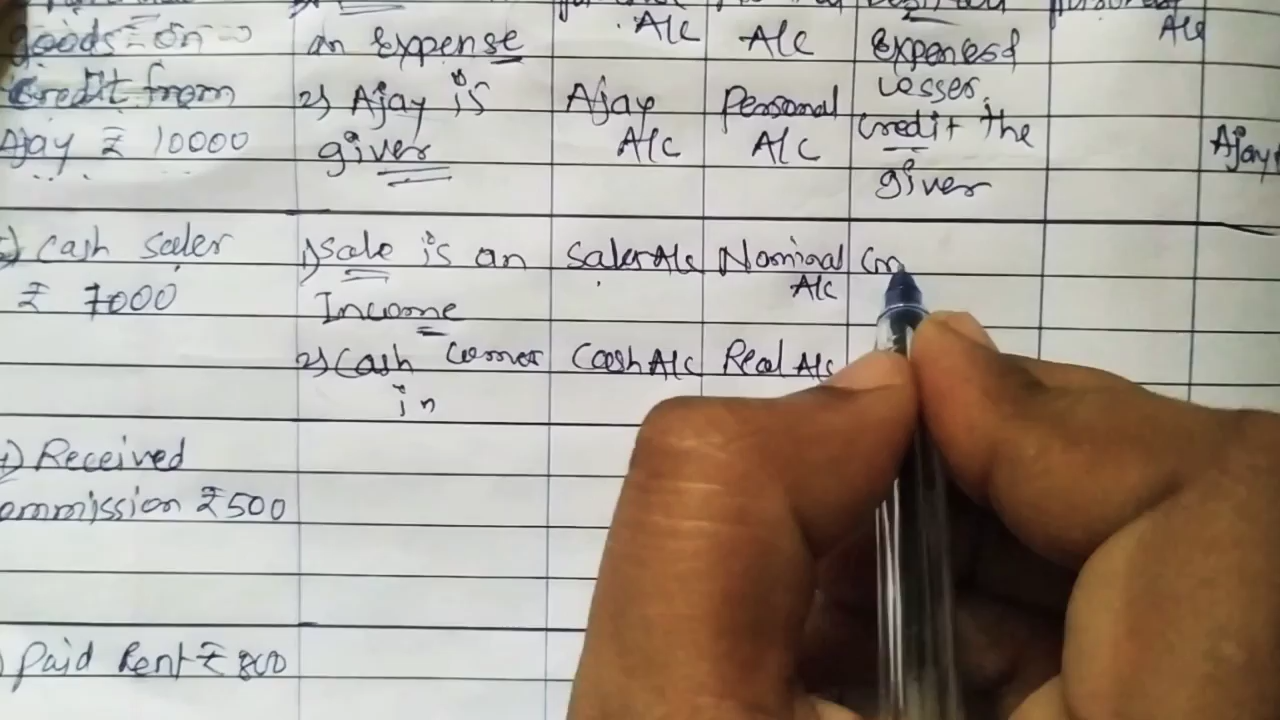 goods on
an Expense
A/c
A/c
Expenses &
A/c
credit from
2) Ajay is
Ajay
Personal
Losses.
Ajay ₹ 10000
giver
A/c
A/c
credit the
Ajay
giver
Cash sales
1) Sale is an
Sales A/c
Nominal
₹ 7000
Income
A/c
2) Cash comes
Cash A/c
Real A/c
in
Received
ommission ₹500
Paid Rent ₹ 800